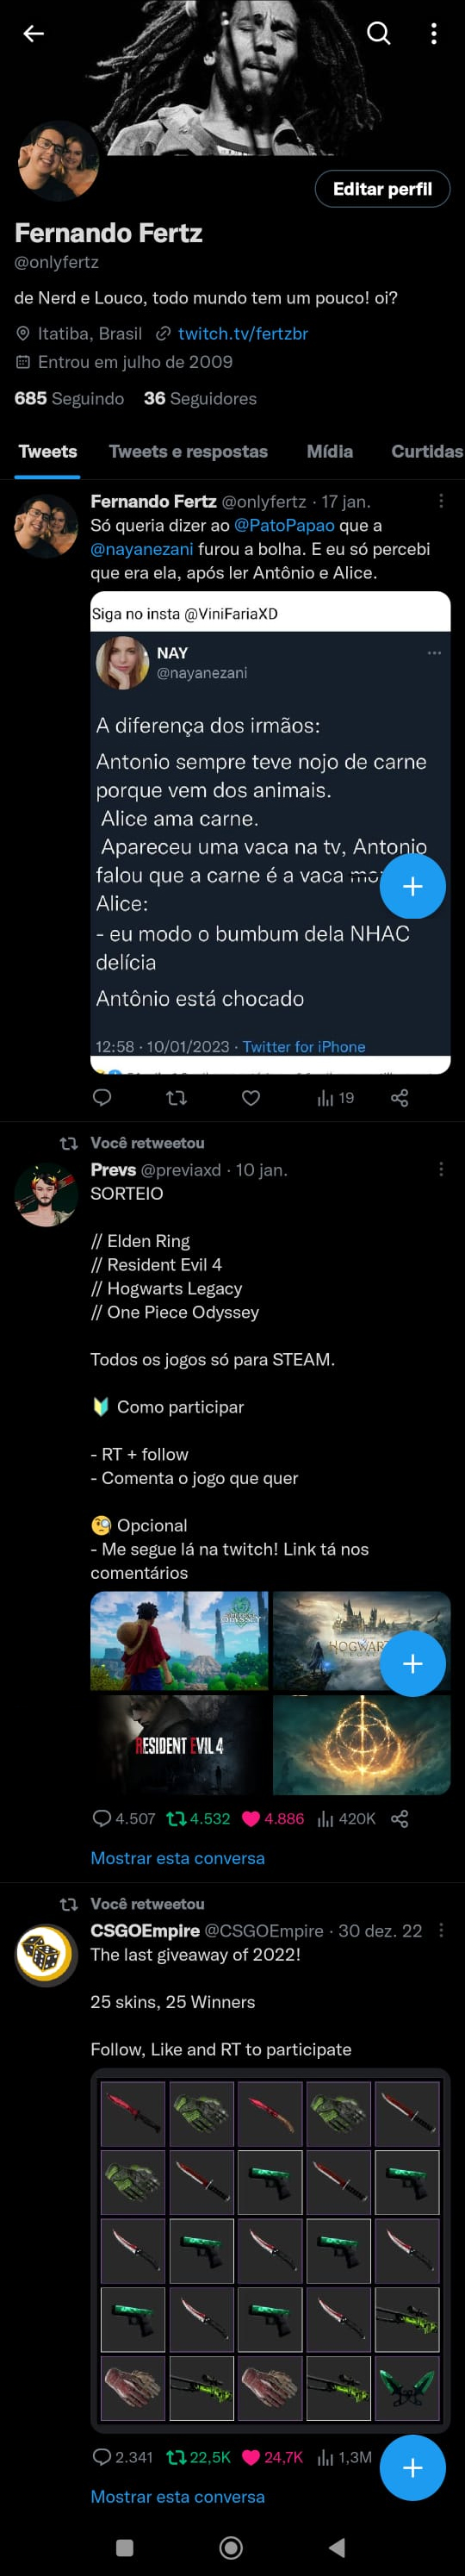 Editar perfil
Fernando Fertz
@onlyfertz
de Nerd e Louco, todo mundo tem um pouco! oi?
Itatiba, Brasil twitch.tv/fertzbr
Entrou em julho de 2009
685 Seguindo 36 Seguidores
Tweets Tweets e respostas Mídia Curtidas
Fernando Fertz @onlyfertz · 17 jan.
Só queria dizer ao @PatoPapao que a
@nayanezani furou a bolha. E eu só percebi
que era ela, após ler Antônio e Alice.
Siga no insta @ViniFariaXD
NAY
@nayanezani
A diferença dos irmãos:
Antonio sempre teve nojo de carne
porque vem dos animais.
Alice ama carne.
Apareceu uma vaca na tv, Antonio
falou que a carne é a vaca
Alice:
- eu modo o bumbum dela NHAC
delícia
Antônio está chocado
12:58 · 10/01/2023 · Twitter for iPhone
19
Você retweetou
Prevs @previaxd · 10 jan.
SORTEIO
// Elden Ring
// Resident Evil 4
// Hogwarts Legacy
// One Piece Odyssey
Todos os jogos só para STEAM.
🔰 Como participar
- RT + follow
- Comenta o jogo que quer
🧐 Opcional
- Me segue lá na twitch! Link tá nos
comentários
ODYSSEY
HOGWAR
RESIDENT EVIL 4
4.507 4.532 4.886 420K
Mostrar esta conversa
Você retweetou
CSGOEmpire @CSGOEmpire · 30 dez. 22
The last giveaway of 2022!
25 skins, 25 Winners
Follow, Like and RT to participate
2.341 22,5K 24,7K 1,3M
Mostrar esta conversa